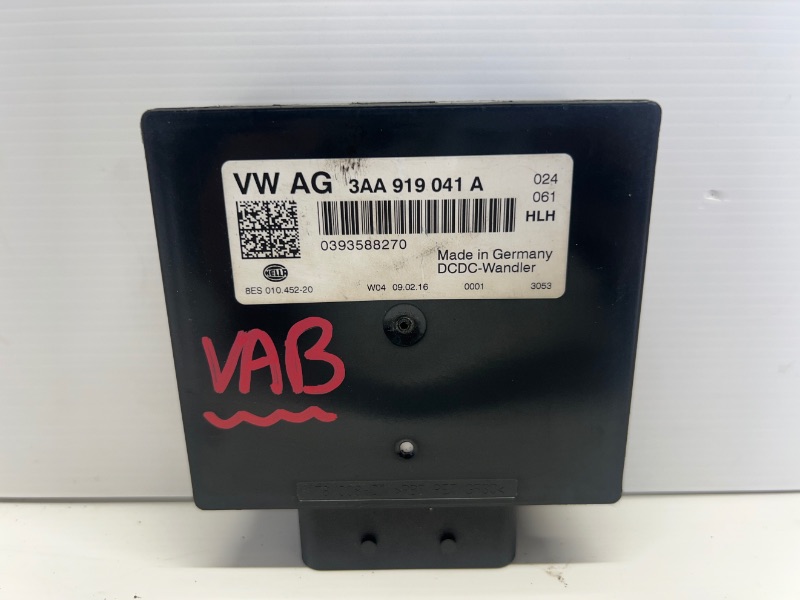 VW AG 3AA 919 041 A 024
061
HLH
0393588270
Made in Germany
DCDC-Wandler
HELLA
8ES 010.452-20 W04 09.02.16 0001 3053
VAB